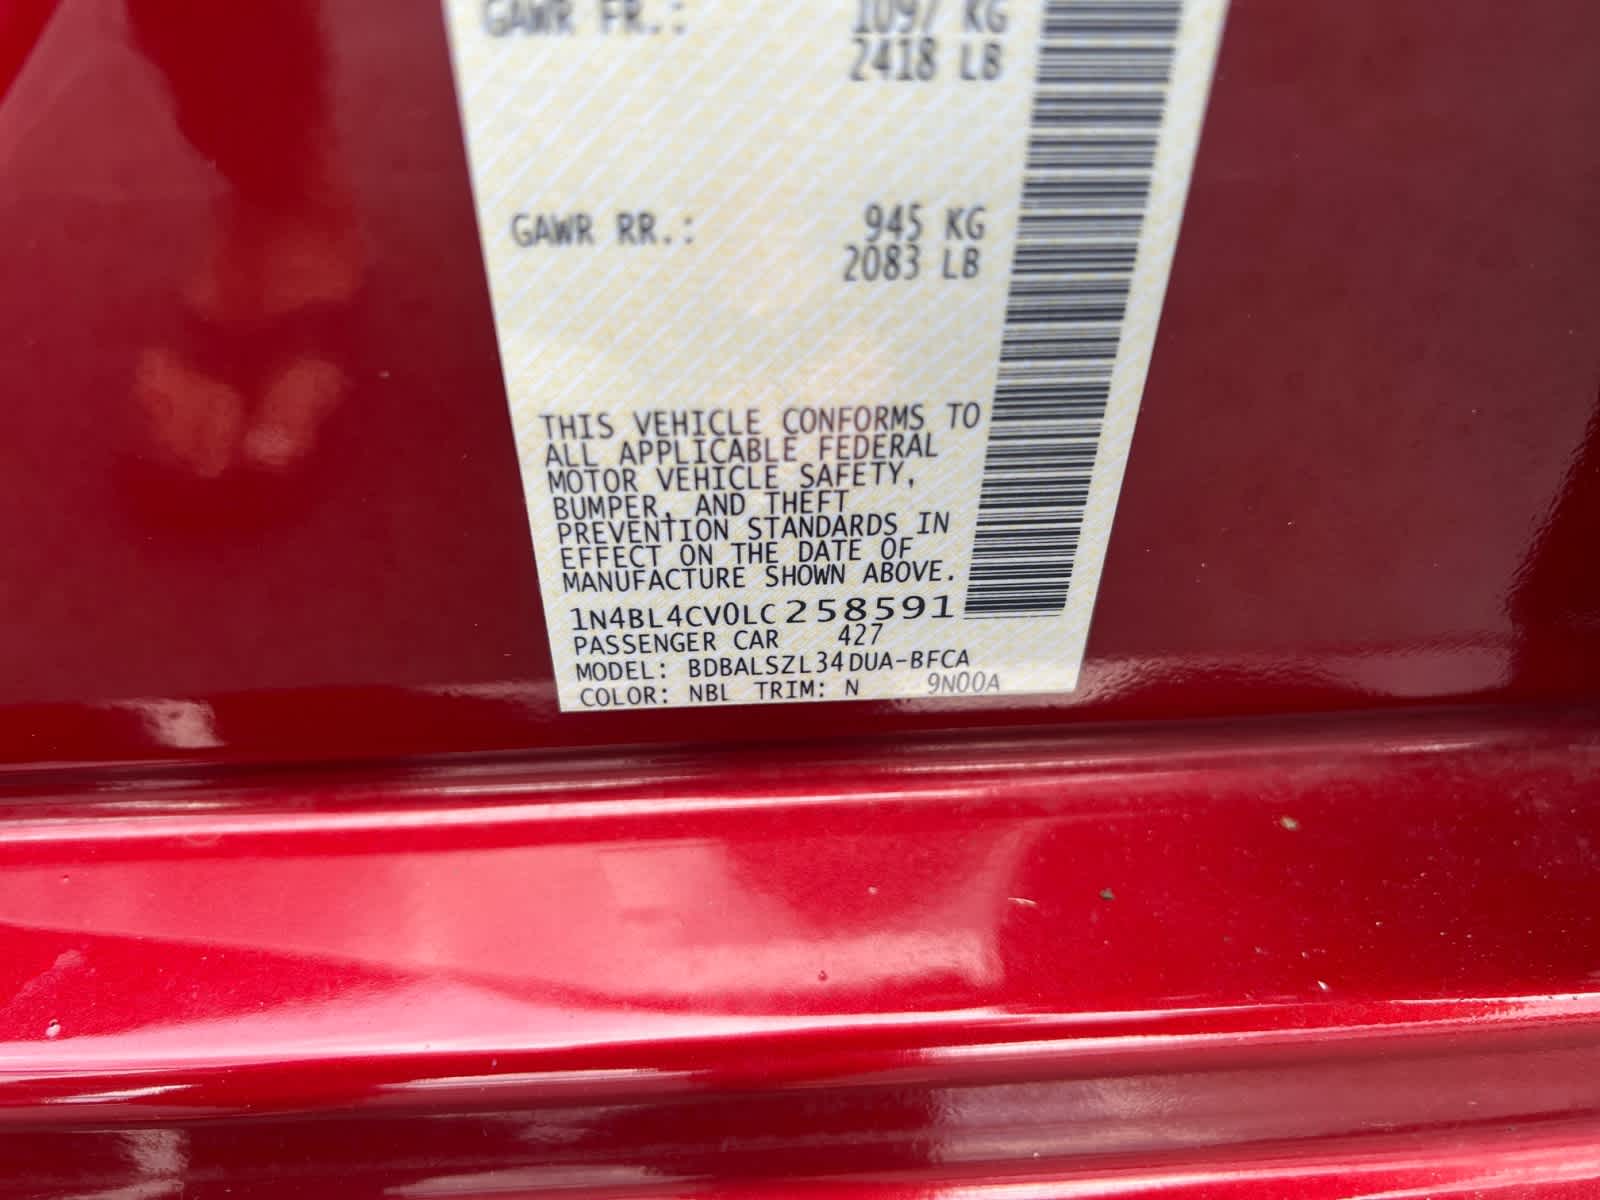 GAWR FR.: 1097 KG
2418 LB
GAWR RR.: 945 KG
2083 LB
THIS VEHICLE CONFORMS TO
ALL APPLICABLE FEDERAL
MOTOR VEHICLE SAFETY,
BUMPER, AND THEFT
PREVENTION STANDARDS IN
EFFECT ON THE DATE OF
MANUFACTURE SHOWN ABOVE.
1N4BL4CV0LC258591
PASSENGER CAR 427
MODEL: BDBALSZL34DUA-BFCA
COLOR: NBL TRIM: N 9N00A